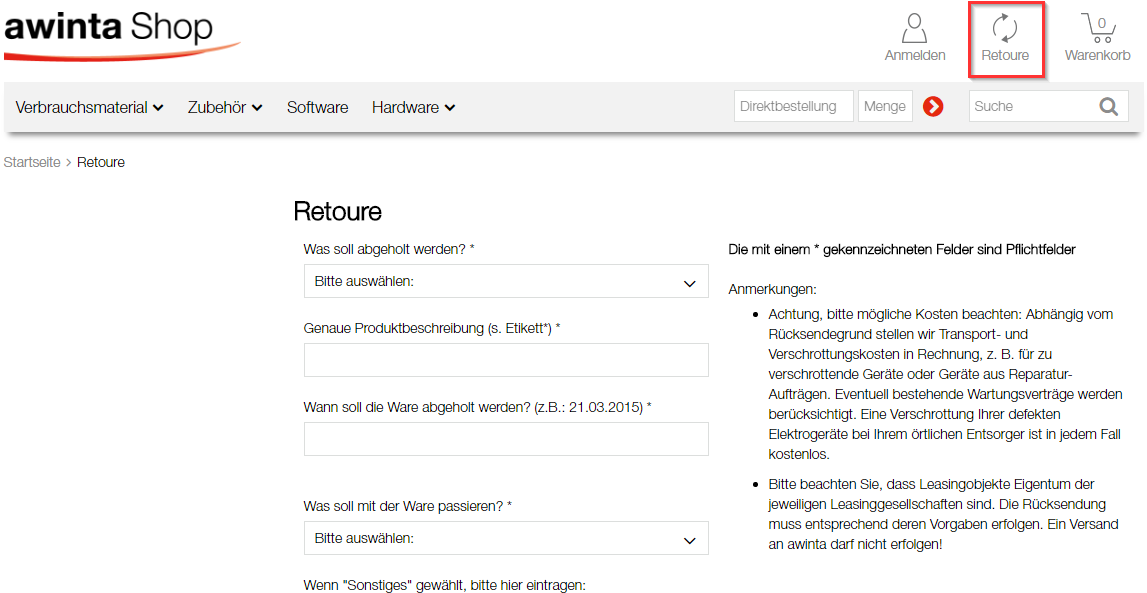 awinta Shop
Anmelden
Retoure
0
Warenkorb
Verbrauchsmaterial
Zubehör
Software
Hardware
Direktbestellung
Menge
Suche
Startseite > Retoure
Retoure
Was soll abgeholt werden? *
Bitte auswählen:
Genaue Produktbeschreibung (s. Etikett*) *
Wann soll die Ware abgeholt werden? (z.B.: 21.03.2015) *
Was soll mit der Ware passieren? *
Bitte auswählen:
Wenn "Sonstiges" gewählt, bitte hier eintragen:
Die mit einem * gekennzeichneten Felder sind Pflichtfelder
Anmerkungen:
• Achtung, bitte mögliche Kosten beachten: Abhängig vom
Rücksendegrund stellen wir Transport- und
Verschrottungskosten in Rechnung, z. B. für zu
verschrottende Geräte oder Geräte aus Reparatur-
Aufträgen. Eventuell bestehende Wartungsverträge werden
berücksichtigt. Eine Verschrottung Ihrer defekten
Elektrogeräte bei Ihrem örtlichen Entsorger ist in jedem Fall
kostenlos.
• Bitte beachten Sie, dass Leasingobjekte Eigentum der
jeweiligen Leasinggesellschaften sind. Die Rücksendung
muss entsprechend deren Vorgaben erfolgen. Ein Versand
an awinta darf nicht erfolgen!